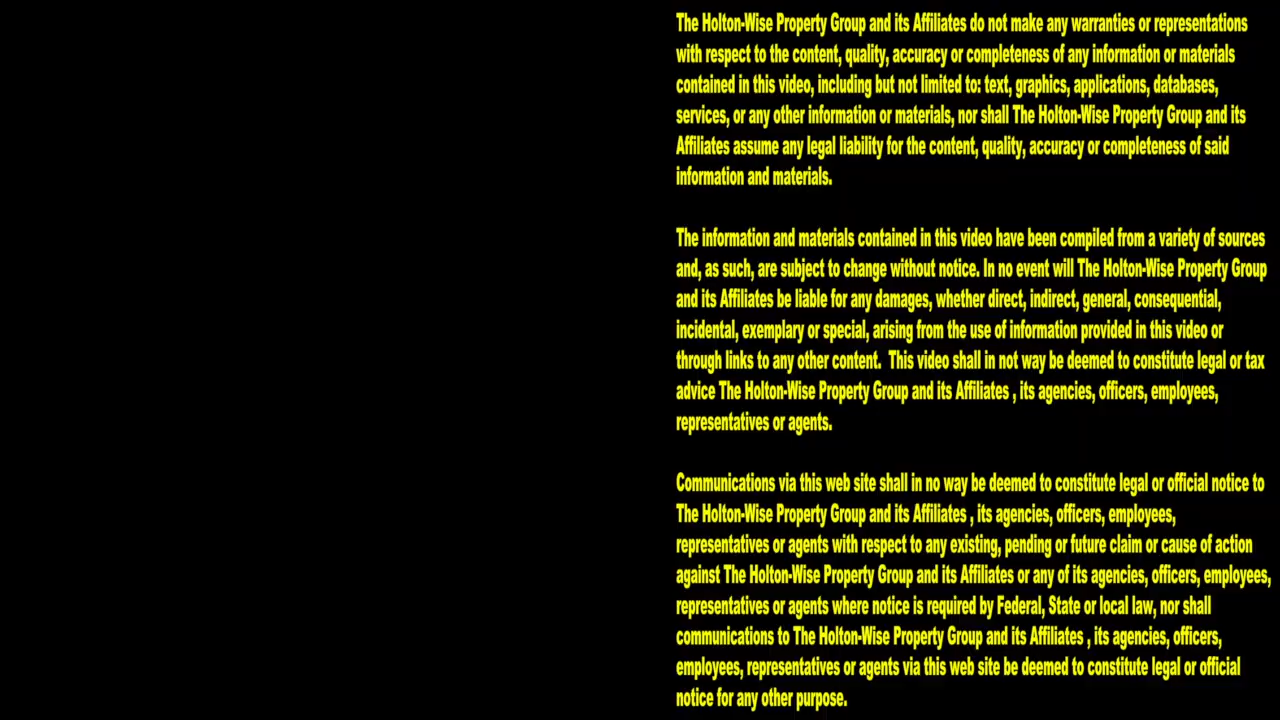 The Holton-Wise Property Group and its Affiliates do not make any warranties or representations
with respect to the content, quality, accuracy or completeness of any information or materials
contained in this video, including but not limited to: text, graphics, applications, databases,
services, or any other information or materials, nor shall The Holton-Wise Property Group and its
Affiliates assume any legal liability for the content, quality, accuracy or completeness of said
information and materials.
The information and materials contained in this video have been compiled from a variety of sources
and, as such, are subject to change without notice. In no event will The Holton-Wise Property Group
and its Affiliates be liable for any damages, whether direct, indirect, general, consequential,
incidental, exemplary or special, arising from the use of information provided in this video or
through links to any other content.  This video shall in not way be deemed to constitute legal or tax
advice The Holton-Wise Property Group and its Affiliates , its agencies, officers, employees,
representatives or agents.
Communications via this web site shall in no way be deemed to constitute legal or official notice to
The Holton-Wise Property Group and its Affiliates , its agencies, officers, employees,
representatives or agents with respect to any existing, pending or future claim or cause of action
against The Holton-Wise Property Group and its Affiliates or any of its agencies, officers, employees,
representatives or agents where notice is required by Federal, State or local law, nor shall
communications to The Holton-Wise Property Group and its Affiliates , its agencies, officers,
employees, representatives or agents via this web site be deemed to constitute legal or official
notice for any other purpose.